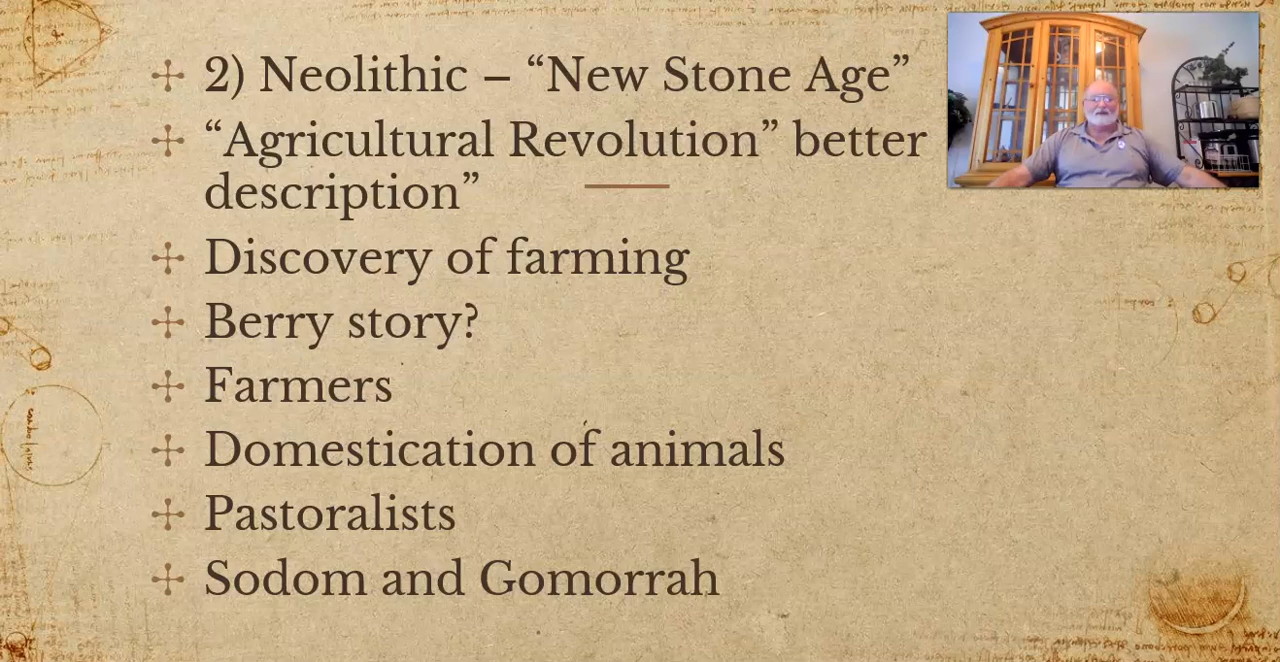 2) Neolithic – “New Stone Age”
“Agricultural Revolution” better
description”
Discovery of farming
Berry story?
Farmers
Domestication of animals
Pastoralists
Sodom and Gomorrah